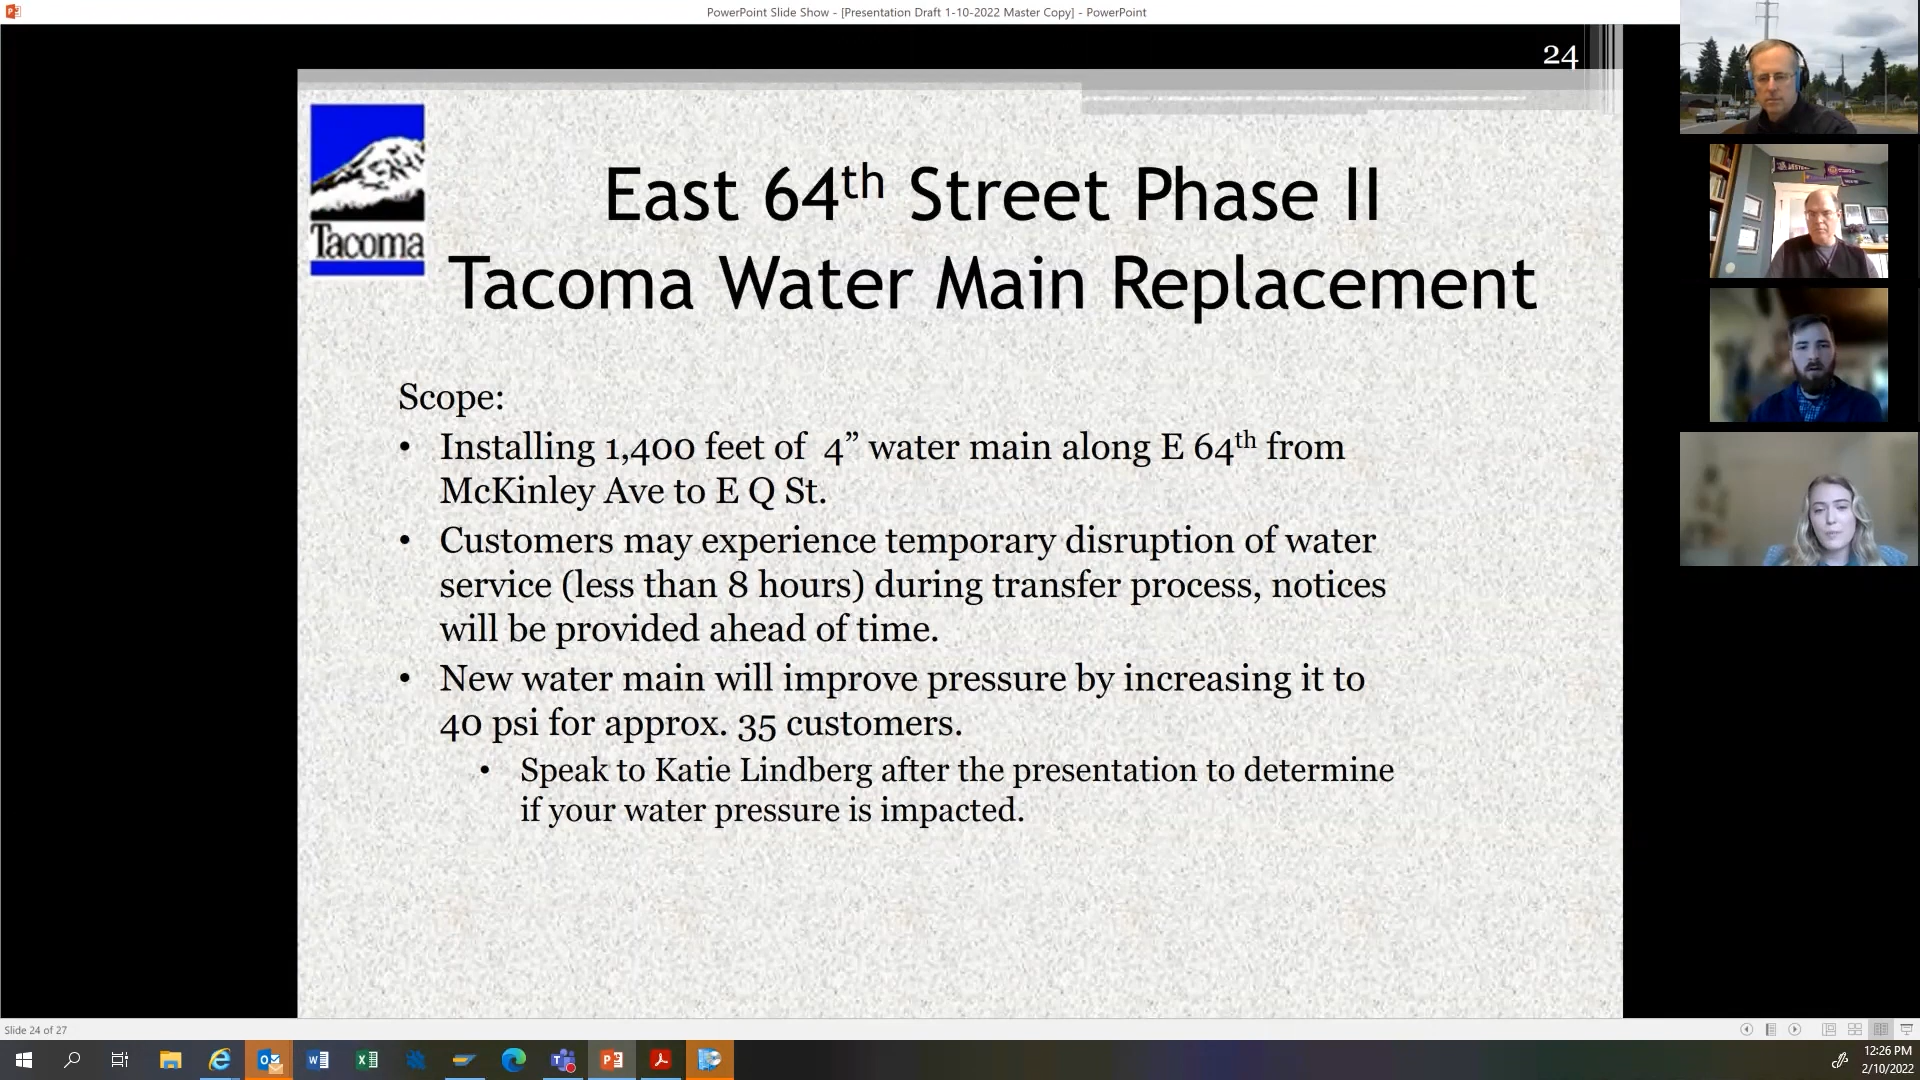 PowerPoint Slide Show - [Presentation Draft 1-10-2022 Master Copy] - PowerPoint
24
Tacoma
East 64th Street Phase II
Tacoma Water Main Replacement
Scope:
• Installing 1,400 feet of  4” water main along E 64th from
McKinley Ave to E Q St.
• Customers may experience temporary disruption of water
service (less than 8 hours) during transfer process, notices
will be provided ahead of time.
• New water main will improve pressure by increasing it to
40 psi for approx. 35 customers.
• Speak to Katie Lindberg after the presentation to determine
if your water pressure is impacted.
Slide 24 of 27
12:26 PM
2/10/2022